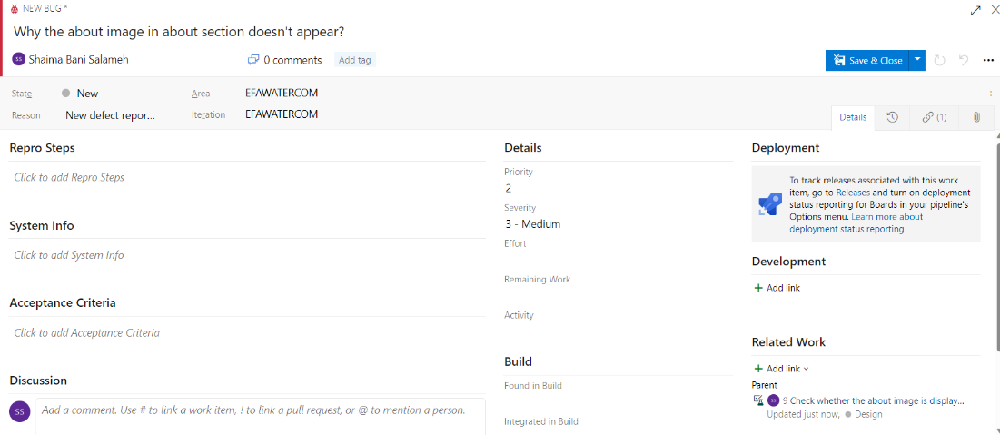 NEW BUG *
Why the about image in about section doesn't appear?
SS Shaima Bani Salameh 0 comments Add tag Save & Close
State New Area EFAWATERCOM
Reason New defect repor... Iteration EFAWATERCOM
Details (1)
Repro Steps
Click to add Repro Steps
System Info
Click to add System Info
Acceptance Criteria
Click to add Acceptance Criteria
Discussion
SS Add a comment. Use # to link a work item, ! to link a pull request, or @ to mention a person.
Details
Priority
2
Severity
3 - Medium
Effort
Remaining Work
Activity
Build
Found in Build
Integrated in Build
Deployment
To track releases associated with this work
item, go to Releases and turn on deployment
status reporting for Boards in your pipeline's
Options menu. Learn more about
deployment status reporting
Development
+ Add link
Related Work
+ Add link
Parent
SS 9 Check whether the about image is display...
Updated just now, Design